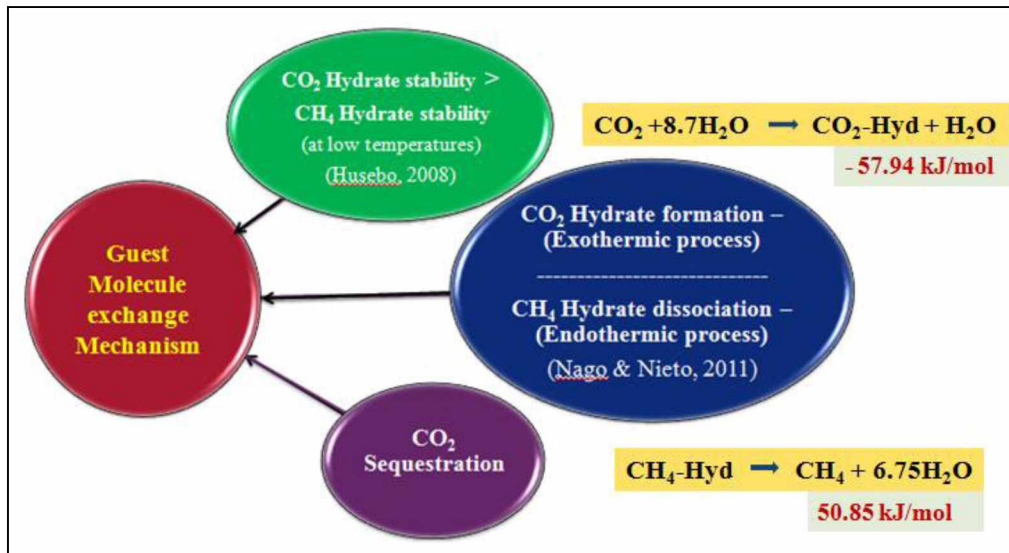 CO₂ Hydrate stability >
CH₄ Hydrate stability
(at low temperatures)
(Husebo, 2008)
CO₂ +8.7H₂O → CO₂-Hyd + H₂O
- 57.94 kJ/mol
Guest
Molecule
exchange
Mechanism
CO₂ Hydrate formation –
(Exothermic process)
-----------------------------
CH₄ Hydrate dissociation –
(Endothermic process)
(Nago & Nieto, 2011)
CO₂
Sequestration
CH₄-Hyd → CH₄ + 6.75H₂O
50.85 kJ/mol